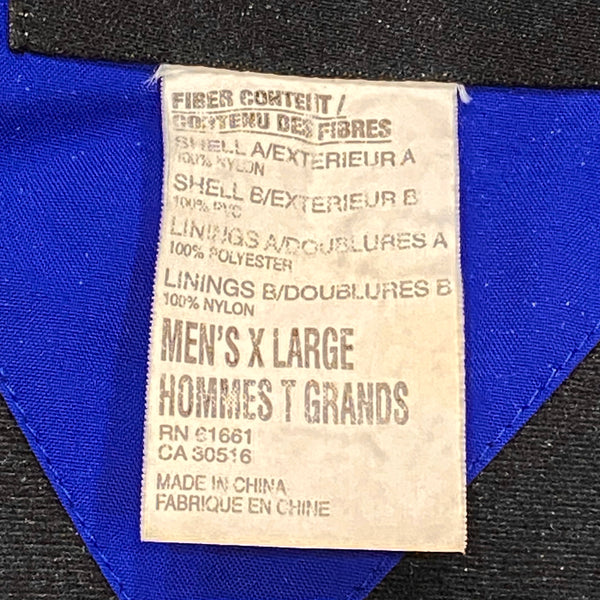 FIBER CONTENT /
CONTENU DES FIBRES
SHELL A/EXTERIEUR A
100% NYLON
SHELL B/EXTERIEUR B
100% PVC
LININGS A/DOUBLURES A
100% POLYESTER
LININGS B/DOUBLURES B
100% NYLON
MEN'S X LARGE
HOMMES T GRANDS
RN 61661
CA 30516
MADE IN CHINA
FABRIQUE EN CHINE